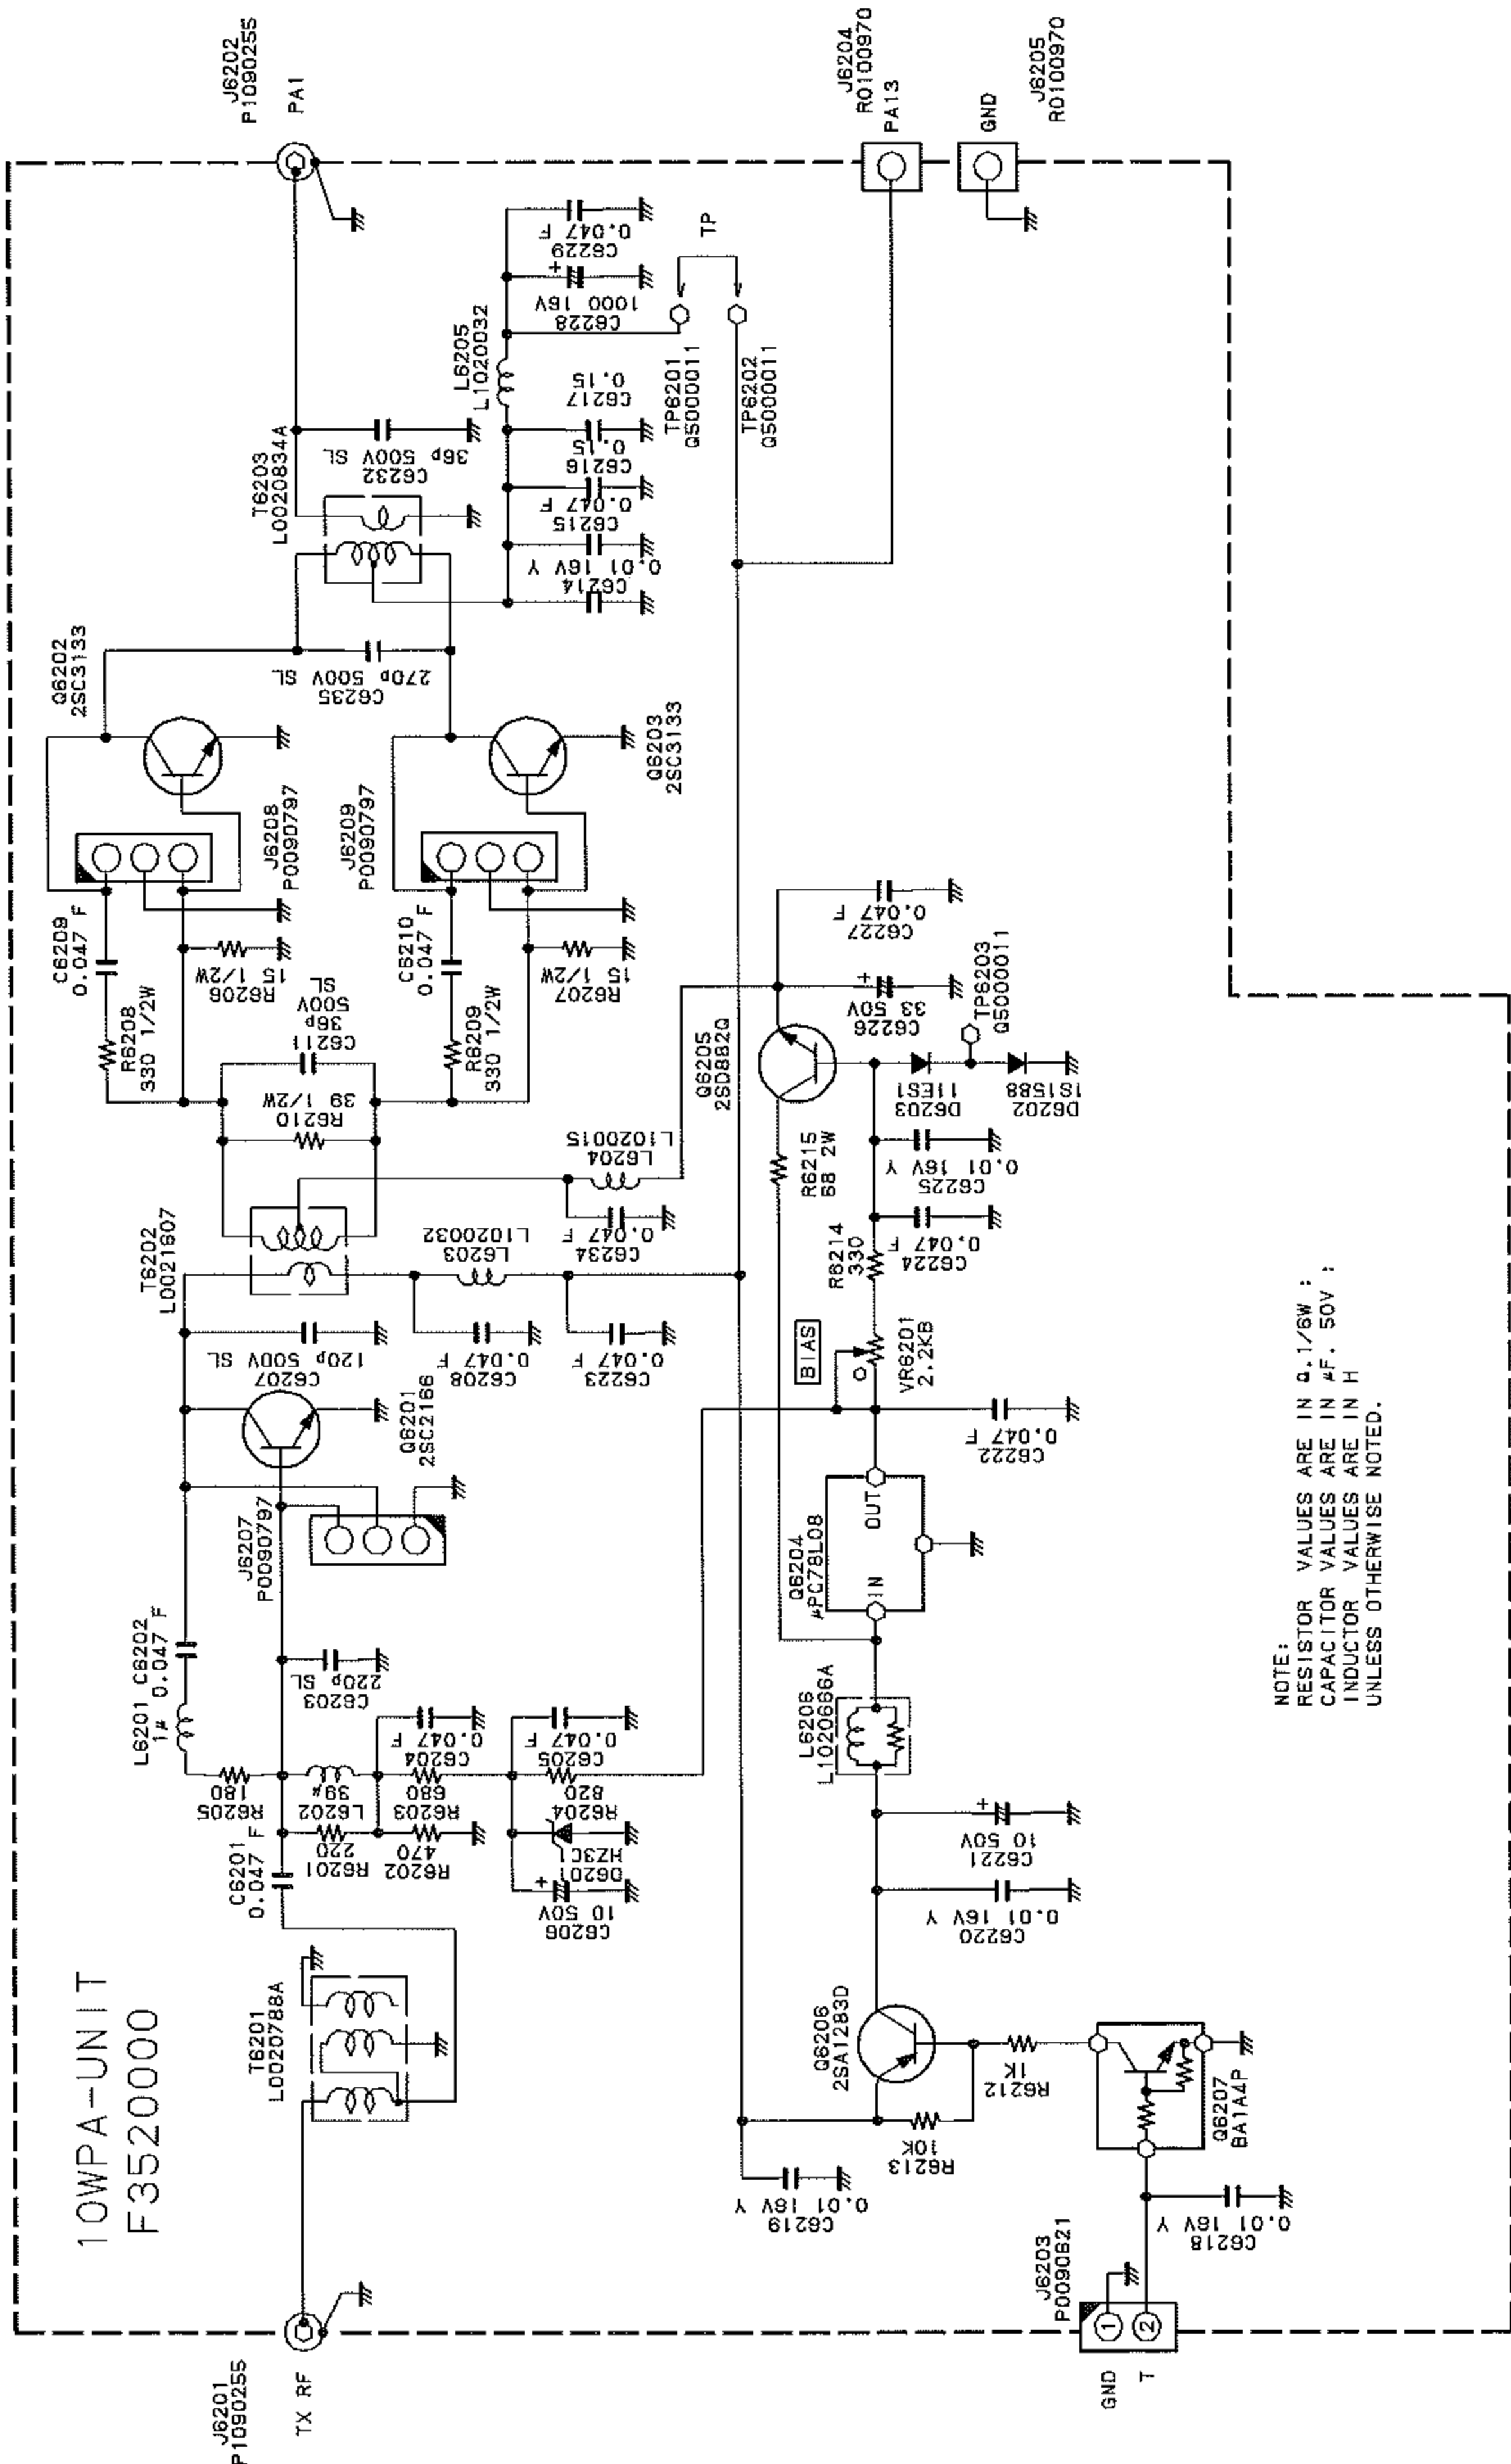 10WPA-UNIT
F3520000
J6201
P1090255
TX RF
T6201
L0020788A
C6201
0.047 F
R6201
220
R6202
470
L6202
39μ
R6203
680
C6204
0.047 F
R6205
180
L6201
1μ
C6202
0.047 F
C6203
220p SL
C6206
10 50V
D6201
HZ3C1
R6204
820
C6205
0.047 F
J6207
P0090797
Q6201
2SC2166
C6207
120p 500V SL
T6202
L0021807
C6208
0.047 F
L6203
L1020032
C6223
0.047 F
C6234
0.047 F
L6204
L1020015
R6210
39 1/2W
C6211
36p
500V
SL
R6208
330 1/2W
C6209
0.047 F
R6206
15 1/2W
J6208
P0090797
Q6202
2SC3133
R6209
330 1/2W
C6210
0.047 F
R6207
15 1/2W
J6209
P0090797
Q6203
2SC3133
C6235
270p 500V SL
T6203
L0020834A
C6232
36p 500V SL
C6214
0.01 16V Y
C6215
0.047 F
C6216
0.15
C6217
0.15
L6205
L1020032
C6228
1000 16V
+
C6229
0.047 F
TP6201
Q5000011
TP6202
Q5000011
TP
J6202
P1090255
PA1
J6204
R0100970
PA13
GND
J6205
R0100970
J6203
P0090621
GND
T
1
2
C6218
0.01 16V Y
Q6207
BA1A4P
C6219
0.01 16V Y
R6213
10K
R6212
1K
Q6206
2SA1283D
C6220
0.01 16V Y
C6221
10 50V
+
L6206
L1020666A
Q6204
μPC78L08
IN
OUT
C6222
0.047 F
BIAS
VR6201
2.2KB
R6214
330
C6224
0.047 F
C6225
0.01 16V Y
R6215
68 2W
Q6205
2SD882Q
D6203
11ES1
D6202
1S1588
TP6203
Q5000011
C6226
33 50V
+
C6227
0.047 F
NOTE:
RESISTOR VALUES ARE IN Ω.1/6W ;
CAPACITOR VALUES ARE IN μF. 50V ;
INDUCTOR VALUES ARE IN H
UNLESS OTHERWISE NOTED.